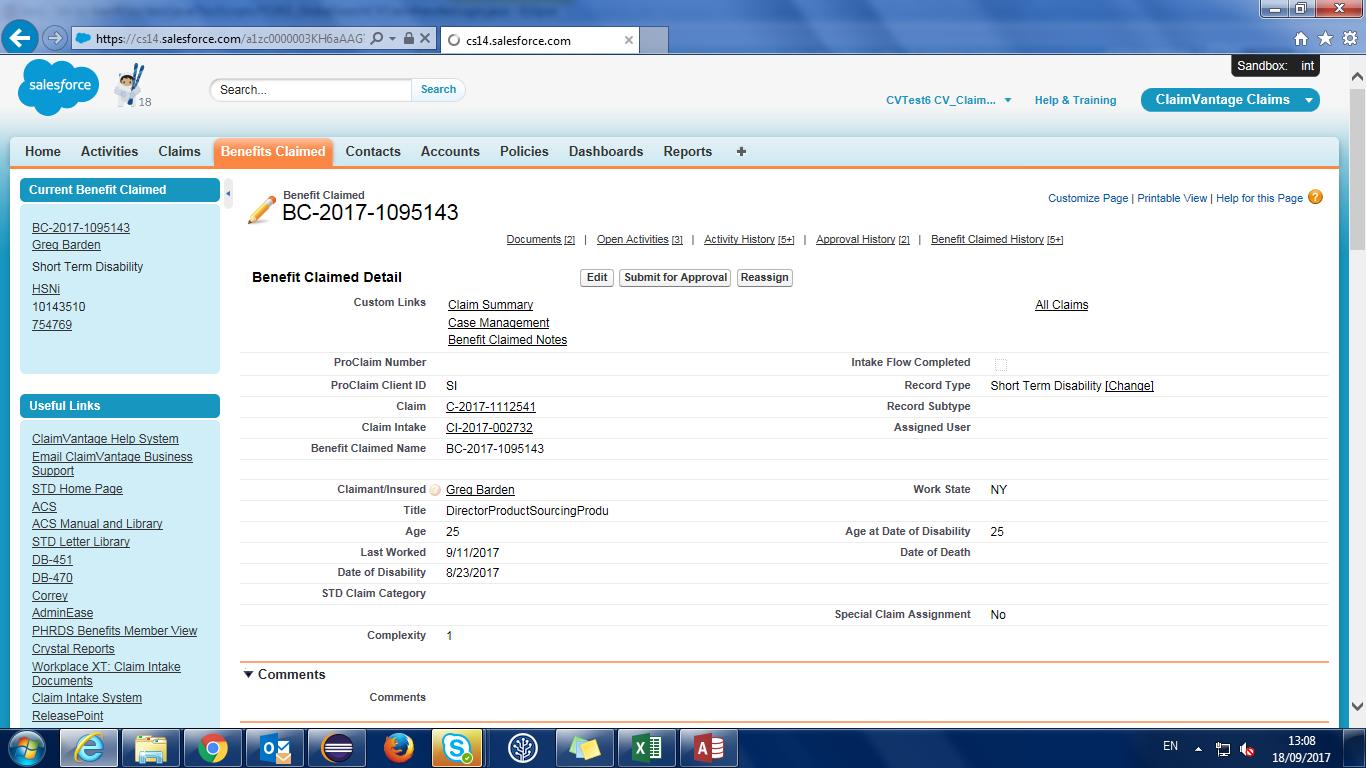 https://cs14.salesforce.com/a1zc0000003KH6aAAG
cs14.salesforce.com
Sandbox: int
salesforce
18
Search...
Search
CVTest6 CV_Claim...
Help & Training
ClaimVantage Claims
Home
Activities
Claims
Benefits Claimed
Contacts
Accounts
Policies
Dashboards
Reports
Current Benefit Claimed
BC-2017-1095143
Greg Barden
Short Term Disability
HSNi
10143510
754769
Useful Links
ClaimVantage Help System
Email ClaimVantage Business
Support
STD Home Page
ACS
ACS Manual and Library
STD Letter Library
DB-451
DB-470
Correy
AdminEase
PHRDS Benefits Member View
Crystal Reports
Workplace XT: Claim Intake
Documents
Claim Intake System
ReleasePoint
Benefit Claimed
BC-2017-1095143
Customize Page | Printable View | Help for this Page ?
Documents [2] | Open Activities [3] | Activity History [5+] | Approval History [2] | Benefit Claimed History [5+]
Benefit Claimed Detail
Edit
Submit for Approval
Reassign
Custom Links Claim Summary All Claims
Case Management
Benefit Claimed Notes
ProClaim Number Intake Flow Completed
ProClaim Client ID SI Record Type Short Term Disability [Change]
Claim C-2017-1112541 Record Subtype
Claim Intake CI-2017-002732 Assigned User
Benefit Claimed Name BC-2017-1095143
Claimant/Insured Greg Barden Work State NY
Title DirectorProductSourcingProdu
Age 25 Age at Date of Disability 25
Last Worked 9/11/2017 Date of Death
Date of Disability 8/23/2017
STD Claim Category
Special Claim Assignment No
Complexity 1
Comments
Comments
EN
13:08
18/09/2017